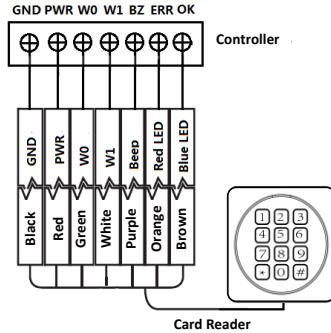 GND PWR W0 W1 BZ ERR OK
Controller
GND PWR W0 W1 Beep Red LED Blue LED
Black Red Green White Purple Orange Brown
1 2 3
4 5 6
7 8 9
* 0 #
Card Reader